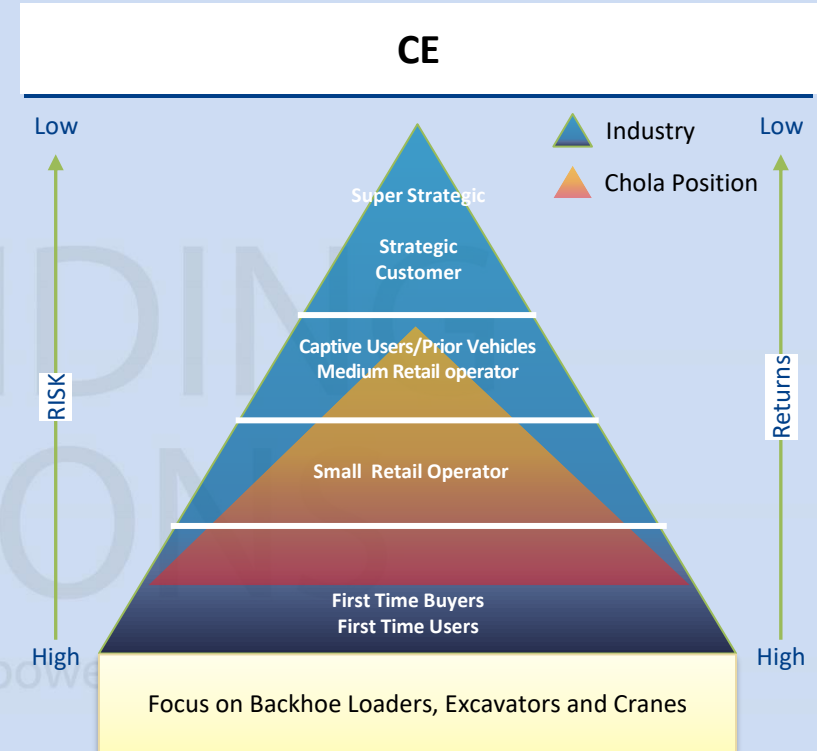 CE
Low
Low
Industry
Chola Position
Super Strategic
Strategic
Customer
Captive Users/Prior Vehicles
Medium Retail operator
RISK
Returns
Small Retail Operator
First Time Buyers
First Time Users
High
High
Focus on Backhoe Loaders, Excavators and Cranes